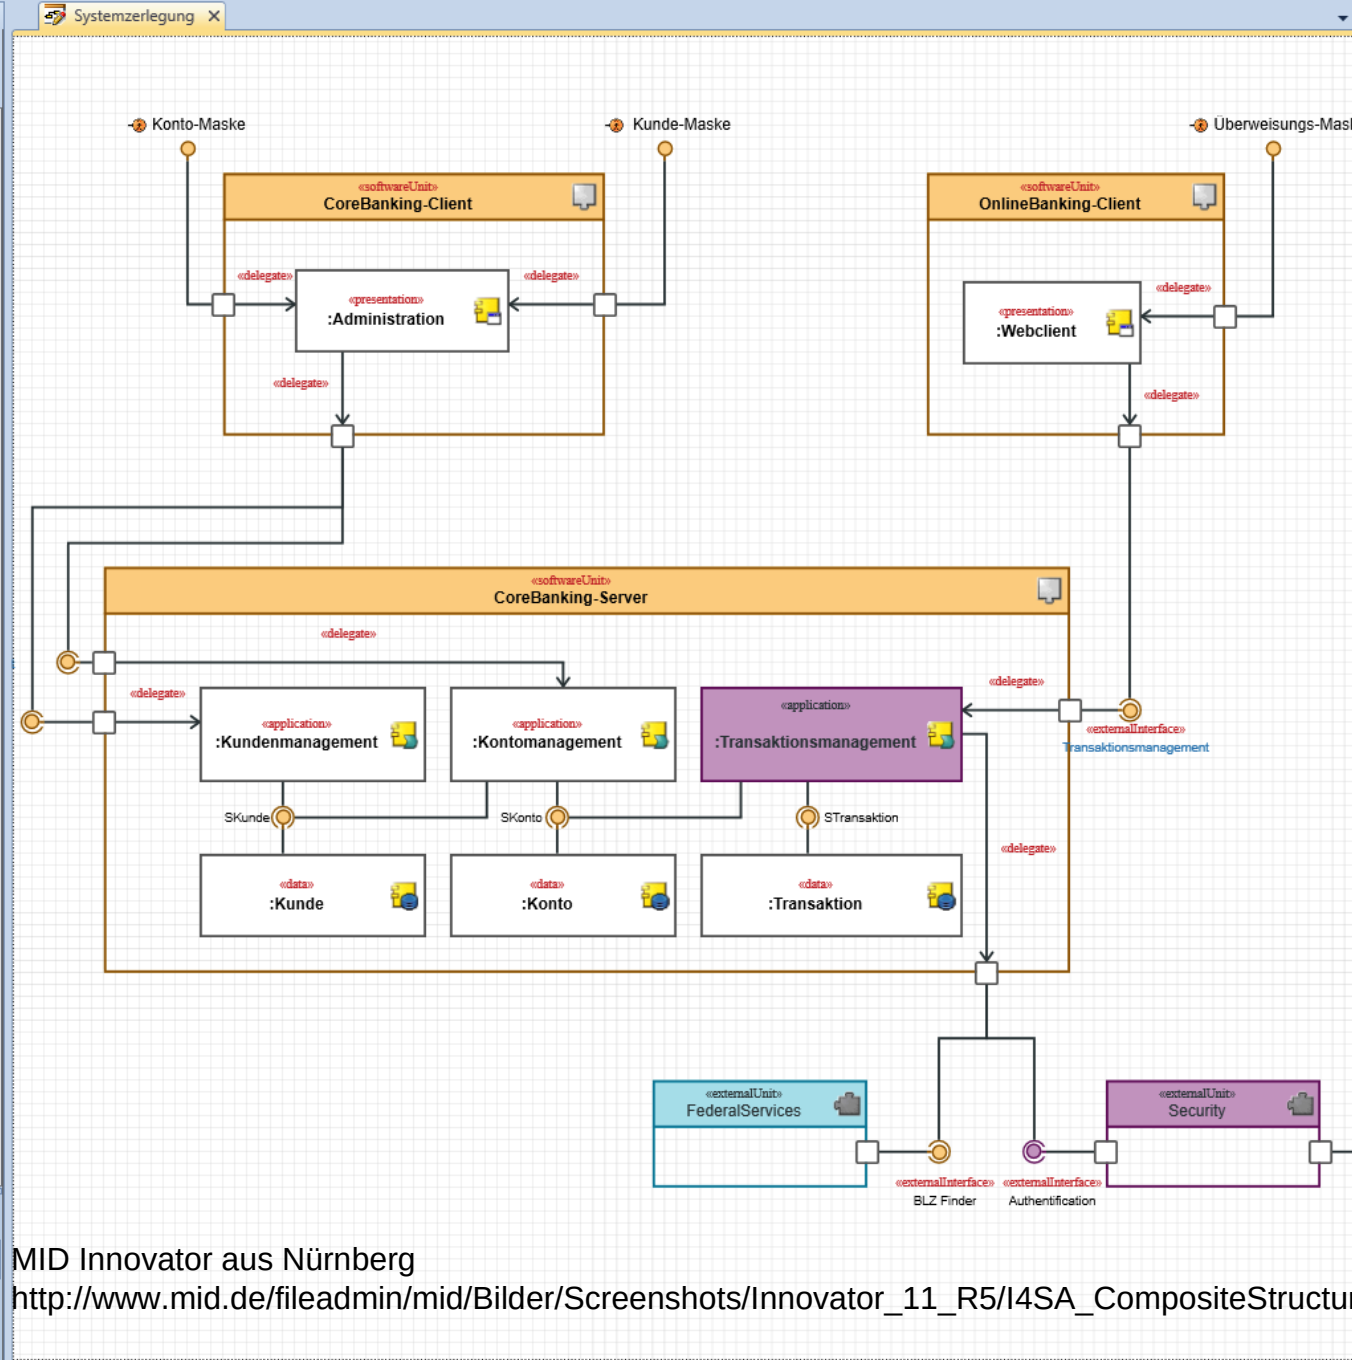 Systemzerlegung
Konto-Maske
Kunde-Maske
Überweisungs-Mask
«softwareUnit»
CoreBanking-Client
«softwareUnit»
OnlineBanking-Client
«delegate»
«delegate»
«presentation»
:Administration
«delegate»
«delegate»
«presentation»
:Webclient
«delegate»
«softwareUnit»
CoreBanking-Server
«delegate»
«delegate»
«delegate»
«application»
:Kundenmanagement
«application»
:Kontomanagement
«application»
:Transaktionsmanagement
«externalInterface»
Transaktionsmanagement
SKunde
SKonto
STransaktion
«delegate»
«data»
:Kunde
«data»
:Konto
«data»
:Transaktion
«externalUnit»
FederalServices
«externalUnit»
Security
«externalInterface»
BLZ Finder
«externalInterface»
Authentification
MID Innovator aus Nürnberg
http://www.mid.de/fileadmin/mid/Bilder/Screenshots/Innovator_11_R5/I4SA_CompositeStructur